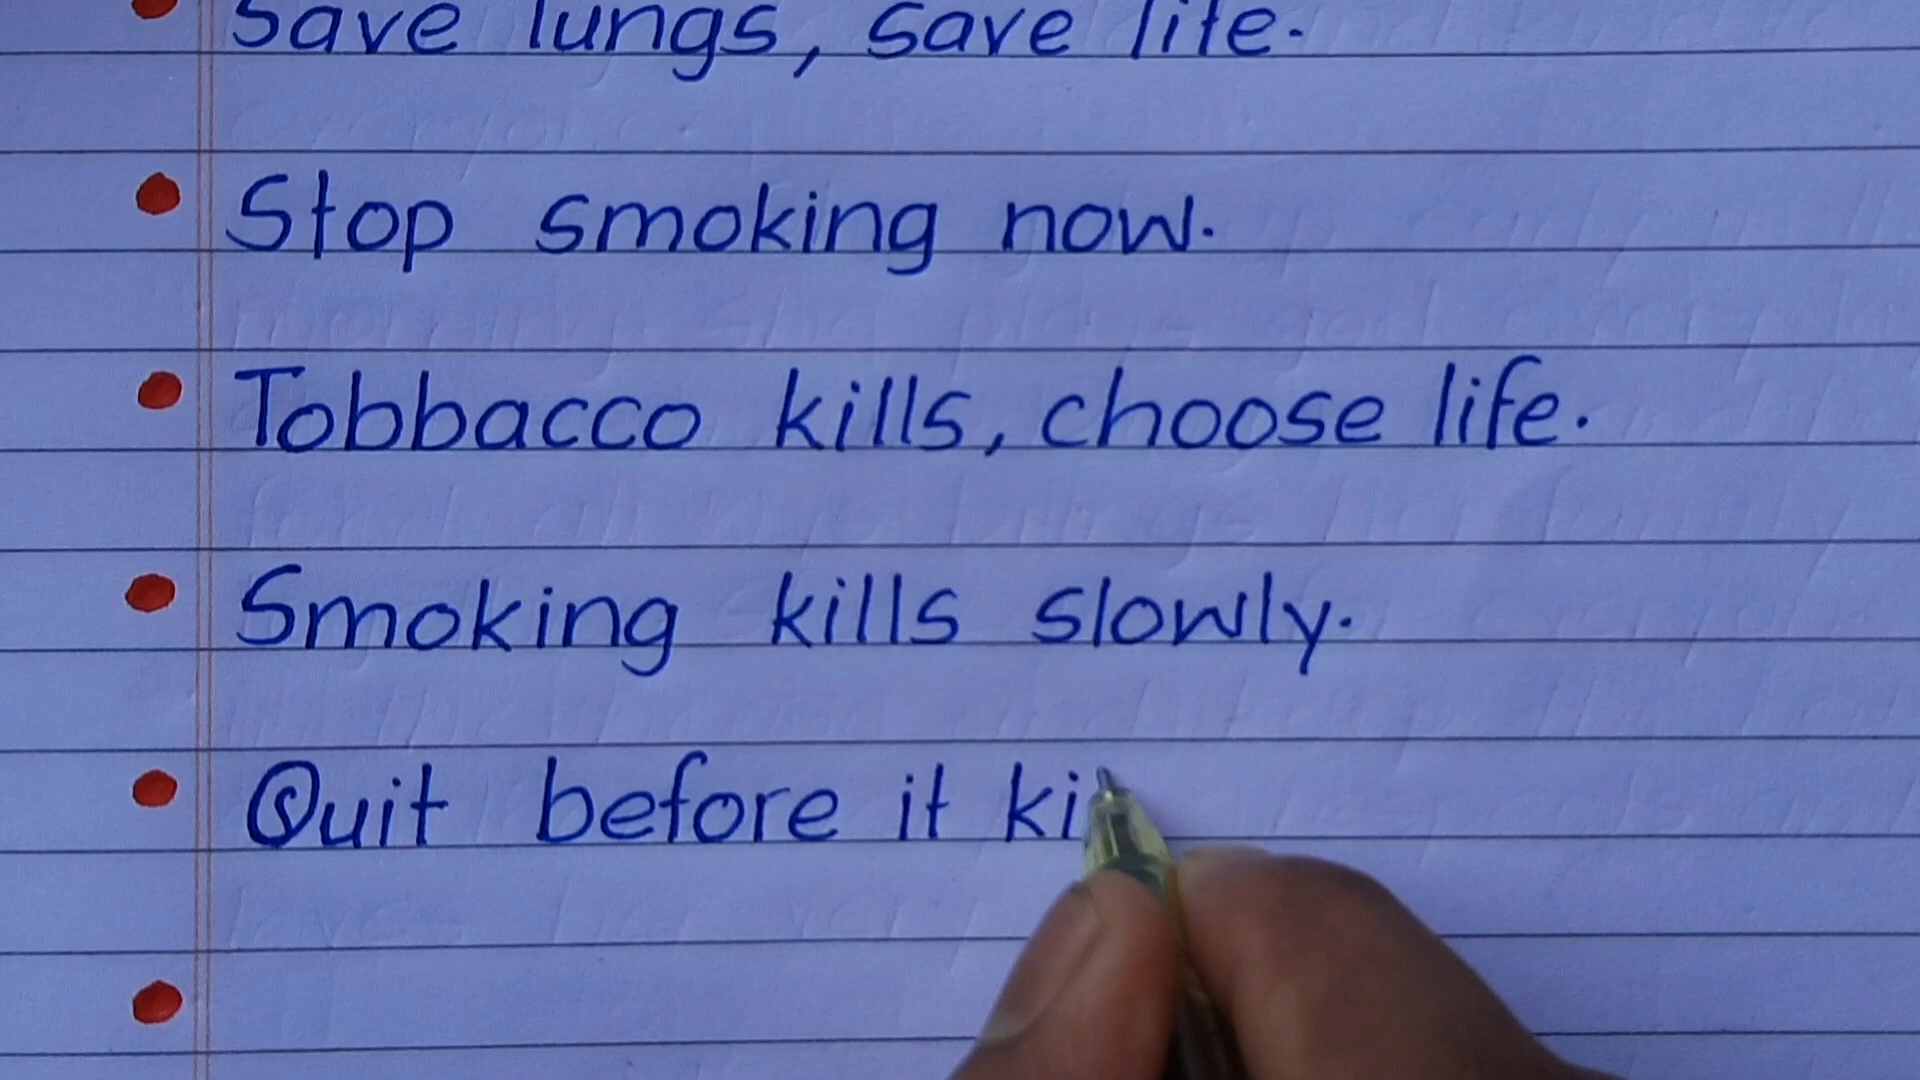 Save lungs, save life.
Stop smoking now.
Tobbacco kills, choose life.
Smoking kills slowly.
Quit before it ki